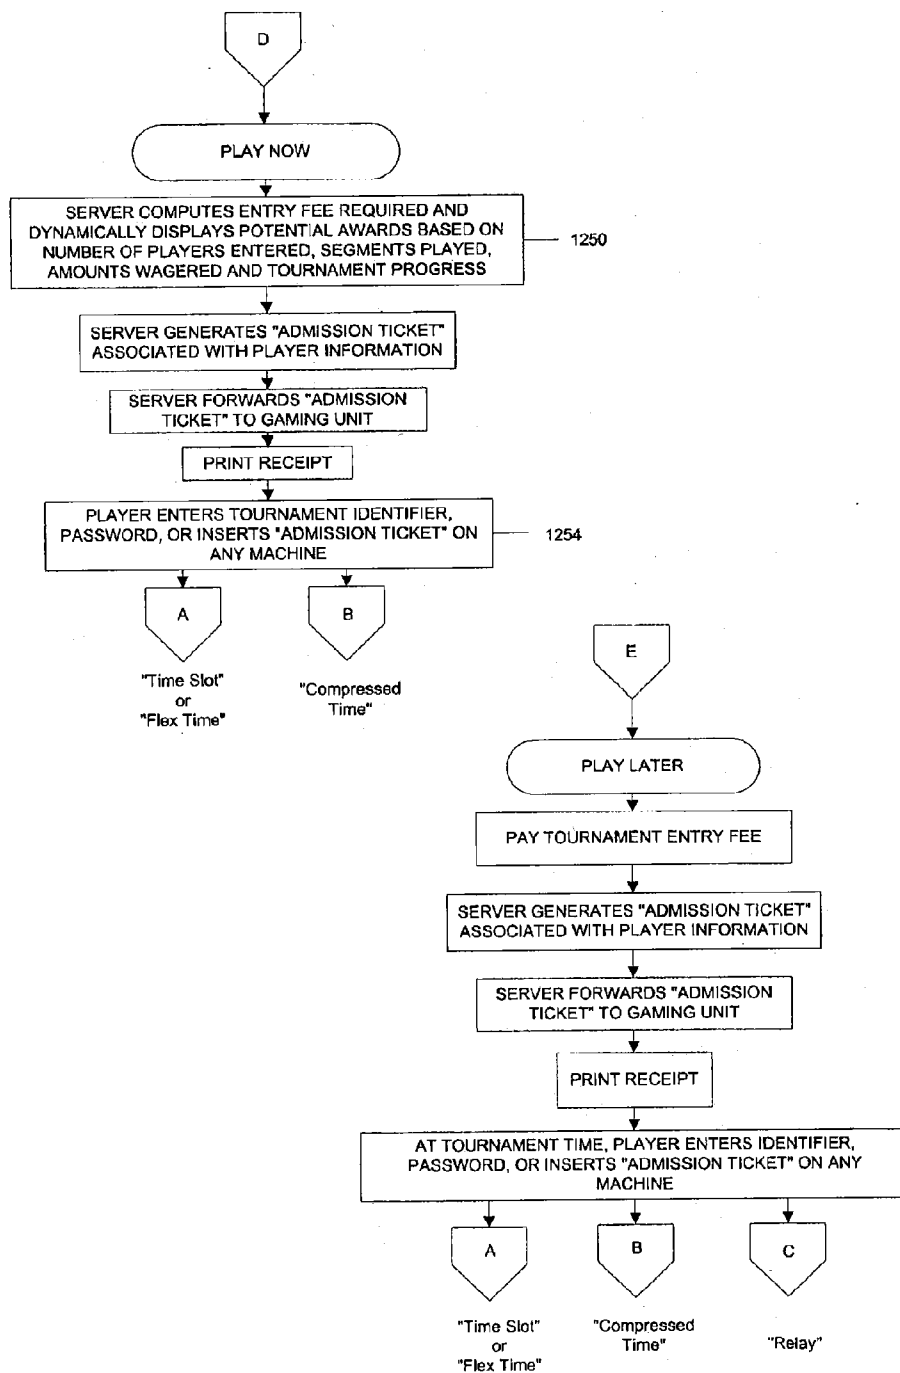 D
PLAY NOW
SERVER COMPUTES ENTRY FEE REQUIRED AND
DYNAMICALLY DISPLAYS POTENTIAL AWARDS BASED ON
NUMBER OF PLAYERS ENTERED, SEGMENTS PLAYED,
AMOUNTS WAGERED AND TOURNAMENT PROGRESS
1250
SERVER GENERATES "ADMISSION TICKET"
ASSOCIATED WITH PLAYER INFORMATION
SERVER FORWARDS "ADMISSION
TICKET" TO GAMING UNIT
PRINT RECEIPT
PLAYER ENTERS TOURNAMENT IDENTIFIER,
PASSWORD, OR INSERTS "ADMISSION TICKET" ON
ANY MACHINE
1254
A
"Time Slot"
or
"Flex Time"
B
"Compressed
Time"
E
PLAY LATER
PAY TOURNAMENT ENTRY FEE
SERVER GENERATES "ADMISSION TICKET"
ASSOCIATED WITH PLAYER INFORMATION
SERVER FORWARDS "ADMISSION
TICKET" TO GAMING UNIT
PRINT RECEIPT
AT TOURNAMENT TIME, PLAYER ENTERS IDENTIFIER,
PASSWORD, OR INSERTS "ADMISSION TICKET" ON ANY
MACHINE
A
"Time Slot"
or
"Flex Time"
B
"Compressed
Time"
C
"Relay"